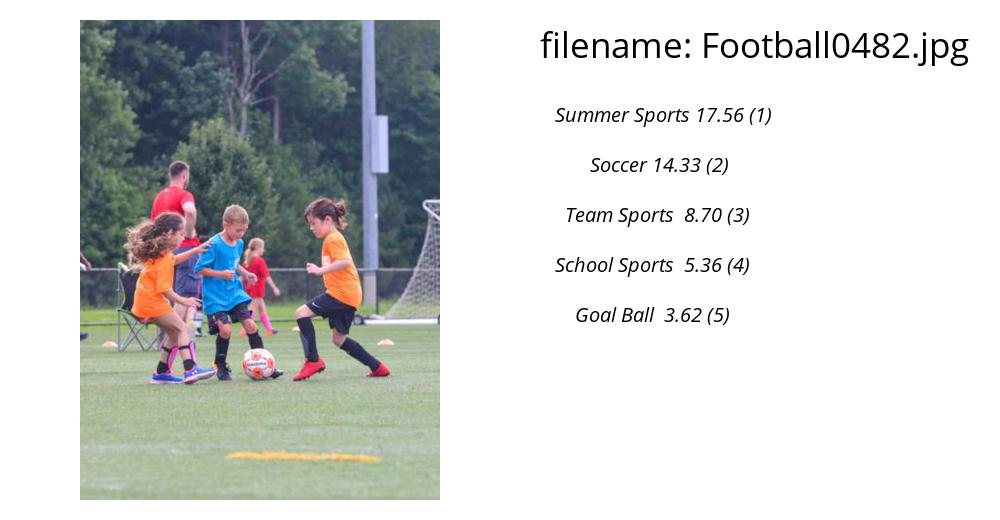 filename: Football0482.jpg
Summer Sports 17.56 (1)
Soccer 14.33 (2)
Team Sports 8.70 (3)
School Sports 5.36 (4)
Goal Ball 3.62 (5)